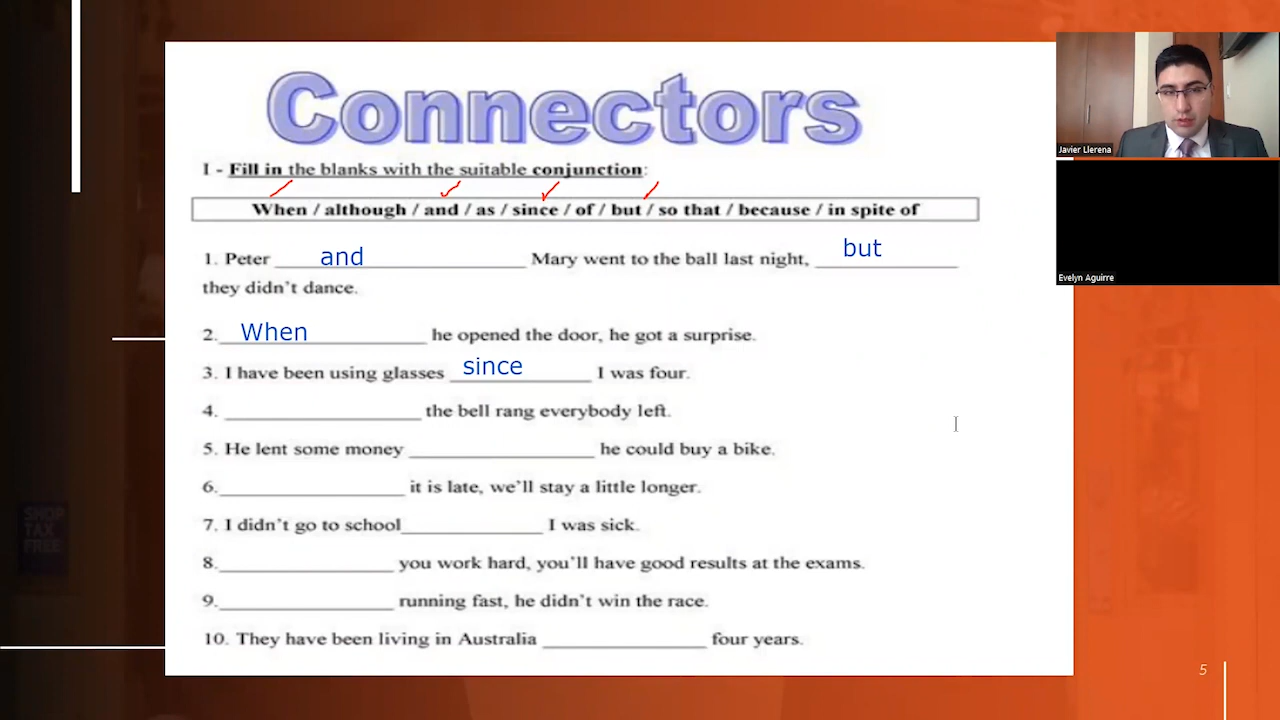 Connectors
I - Fill in the blanks with the suitable conjunction:
When / although / and / as / since / of / but / so that / because / in spite of
1. Peter and Mary went to the ball last night, but
they didn't dance.
2. When he opened the door, he got a surprise.
3. I have been using glasses since I was four.
4. the bell rang everybody left.
5. He lent some money he could buy a bike.
6. it is late, we'll stay a little longer.
7. I didn't go to school I was sick.
8. you work hard, you'll have good results at the exams.
9. running fast, he didn't win the race.
10. They have been living in Australia four years.
Javier Llerena
Evelyn Aguirre
SHOP
TAX
FREE
5